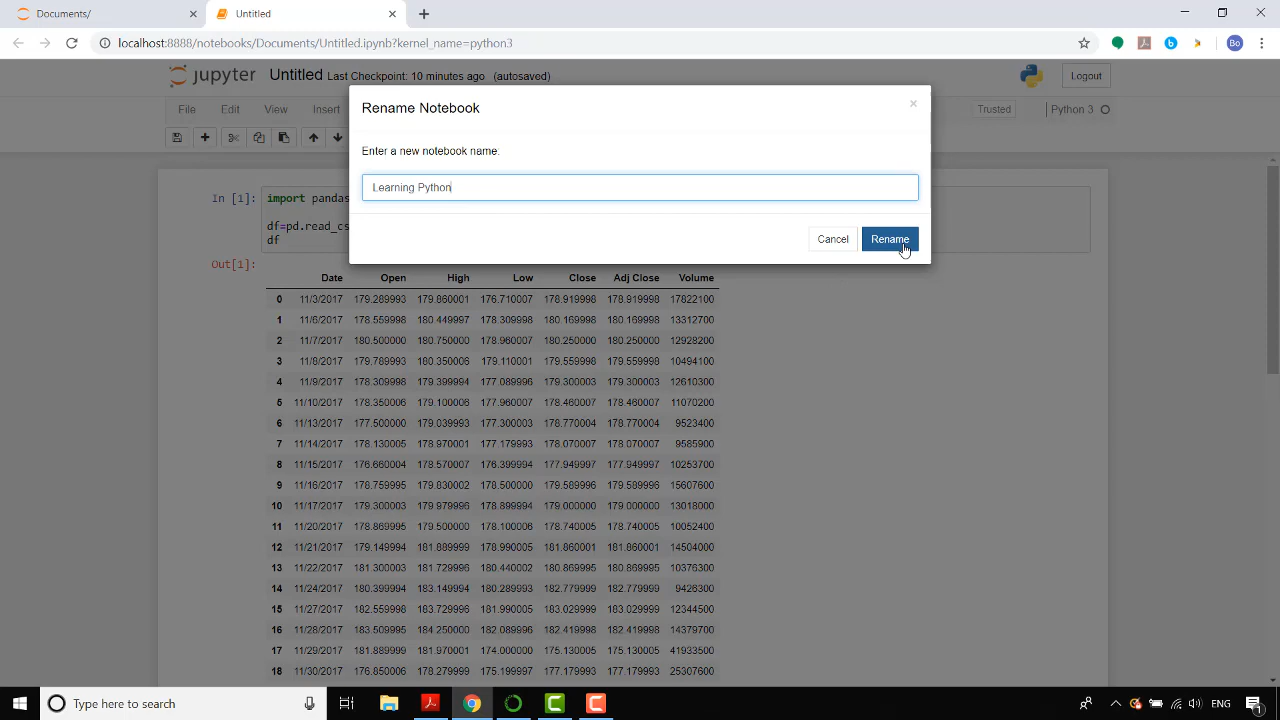 Documents/ Untitled
localhost:8888/notebooks/Documents/Untitled.ipynb?kernel_name=python3 Bo
jupyter Untitled Last Checkpoint: 10 minutes ago (autosaved) Logout
File Edit View Insert Trusted Python 3
Rename Notebook ×
Enter a new notebook name:
Learning Python
Cancel Rename
In [1]: import pandas
df=pd.read_cs
df
Out[1]:
Date Open High Low Close Adj Close Volume
0 11/3/2017 179.289993 179.860001 176.710007 178.919998 178.919998 17822100
1 11/6/2017 178.559998 180.449997 178.309998 180.169998 180.169998 13312700
2 11/7/2017 180.500000 180.750000 178.960007 180.250000 180.250000 12928200
3 11/8/2017 179.789993 180.350006 179.110001 179.559998 179.559998 10494100
4 11/9/2017 178.309998 179.399994 177.089996 179.300003 179.300003 12610300
5 11/10/2017 178.350006 179.100006 177.960007 178.460007 178.460007 11070200
6 11/13/2017 177.500000 179.039993 177.300003 178.770004 178.770004 9523400
7 11/14/2017 178.130005 178.970001 177.179993 178.070007 178.070007 9585900
8 11/15/2017 176.660004 178.570007 176.399994 177.949997 177.949997 10253700
9 11/16/2017 178.759995 179.830002 178.500000 179.589996 179.589996 15607600
10 11/17/2017 179.300003 179.979996 178.899994 179.000000 179.000000 13018000
11 11/20/2017 178.869995 179.500000 178.100006 178.740005 178.740005 10052400
12 11/21/2017 179.149994 181.889999 178.990005 181.860001 181.860001 14504000
13 11/22/2017 181.300003 181.729996 180.440002 180.869995 180.869995 10376300
14 11/24/2017 180.399994 183.149994 180.289993 182.779999 182.779999 9426300
15 11/27/2017 182.559998 183.729996 181.990005 183.029999 183.029999 12344500
16 11/28/2017 183.509995 184.250000 182.089996 182.419998 182.419998 14379700
17 11/29/2017 181.889999 181.970001 174.000000 175.130005 175.130005 41933500
18 11/30/2017 176.850006 178.279999 175.199997 177.179993 177.179993 25307600
Type here to search ENG 1